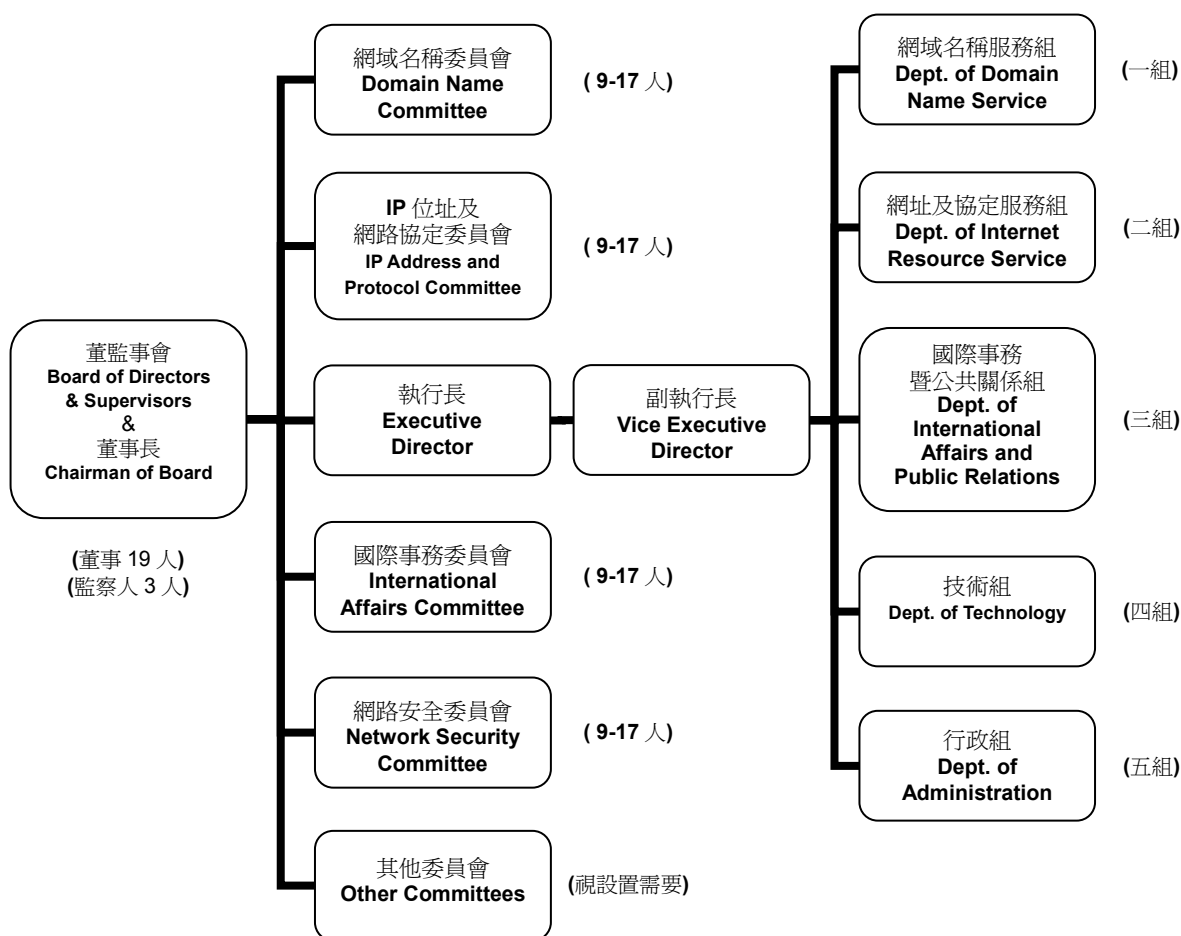 董監事會
Board of Directors
& Supervisors
&
董事長
Chairman of Board
(董事 19 人)
(監察人 3 人)
網域名稱委員會
Domain Name
Committee
( 9-17 人)
IP 位址及
網路協定委員會
IP Address and
Protocol Committee
( 9-17 人)
執行長
Executive
Director
副執行長
Vice Executive
Director
國際事務委員會
International
Affairs Committee
( 9-17 人)
網路安全委員會
Network Security
Committee
( 9-17 人)
其他委員會
Other Committees
(視設置需要)
網域名稱服務組
Dept. of Domain
Name Service
(一組)
網址及協定服務組
Dept. of Internet
Resource Service
(二組)
國際事務
暨公共關係組
Dept. of
International
Affairs and
Public Relations
(三組)
技術組
Dept. of Technology
(四組)
行政組
Dept. of
Administration
(五組)